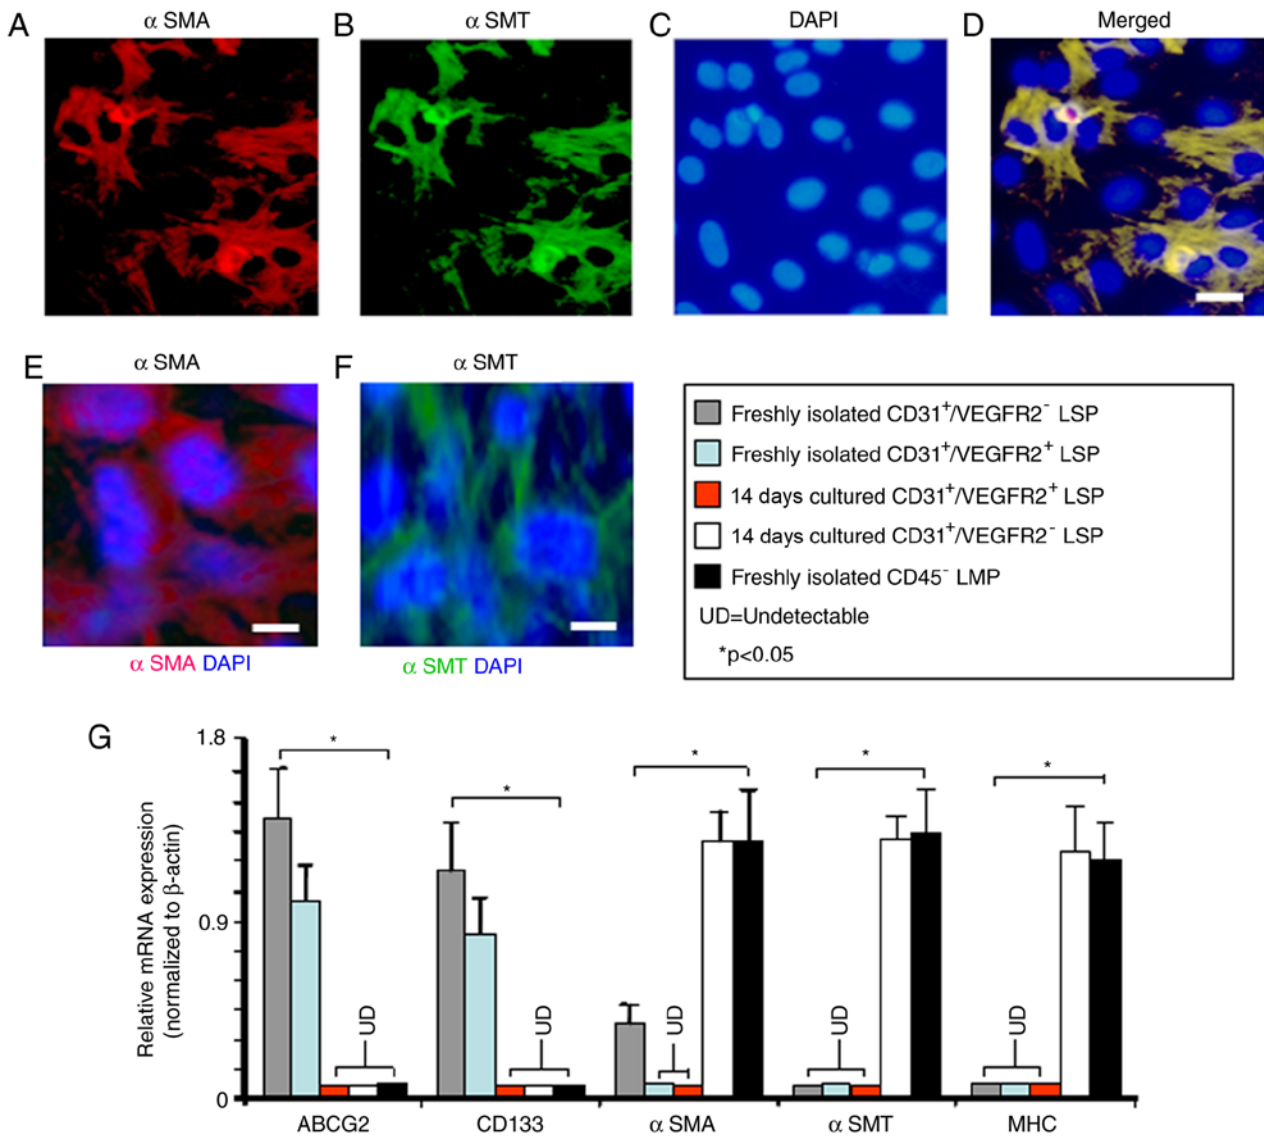 A α SMA B α SMT C DAPI D Merged
E α SMA F α SMT
α SMA DAPI
α SMT DAPI
Freshly isolated CD31⁺/VEGFR2⁻ LSP
Freshly isolated CD31⁺/VEGFR2⁺ LSP
14 days cultured CD31⁺/VEGFR2⁺ LSP
14 days cultured CD31⁺/VEGFR2⁻ LSP
Freshly isolated CD45⁻ LMP
UD=Undetectable
*p<0.05
G
Relative mRNA expression
(normalized to β-actin)
1.8
0.9
0
* * * * *
UD UD UD UD UD
ABCG2 CD133 α SMA α SMT MHC